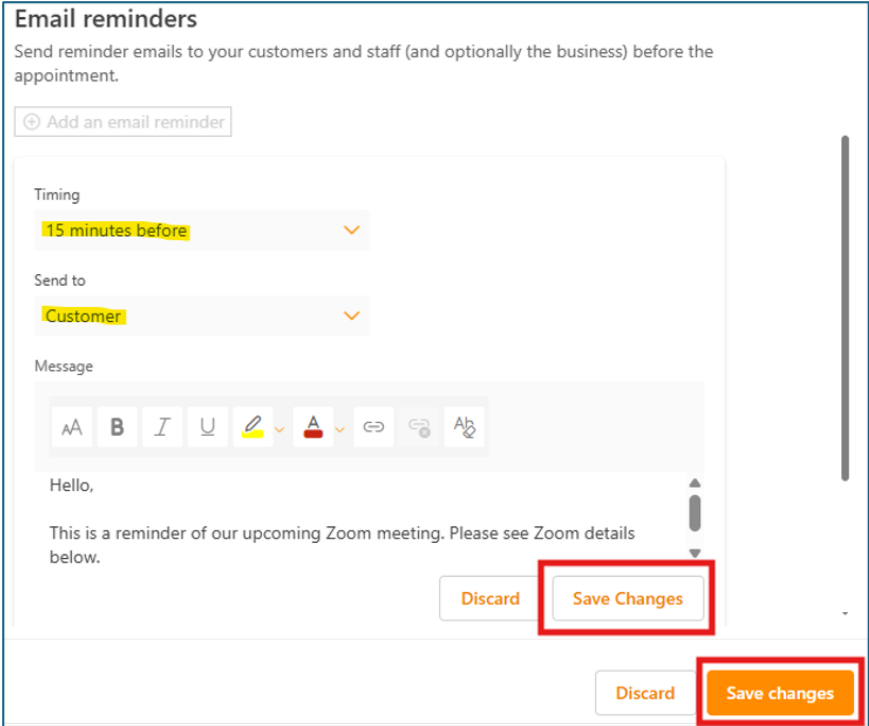 Email reminders
Send reminder emails to your customers and staff (and optionally the business) before the
appointment.
Add an email reminder
Timing
15 minutes before
Send to
Customer
Message
AA B I U A Ab
Hello,
This is a reminder of our upcoming Zoom meeting. Please see Zoom details
below.
Discard Save Changes
Discard Save changes